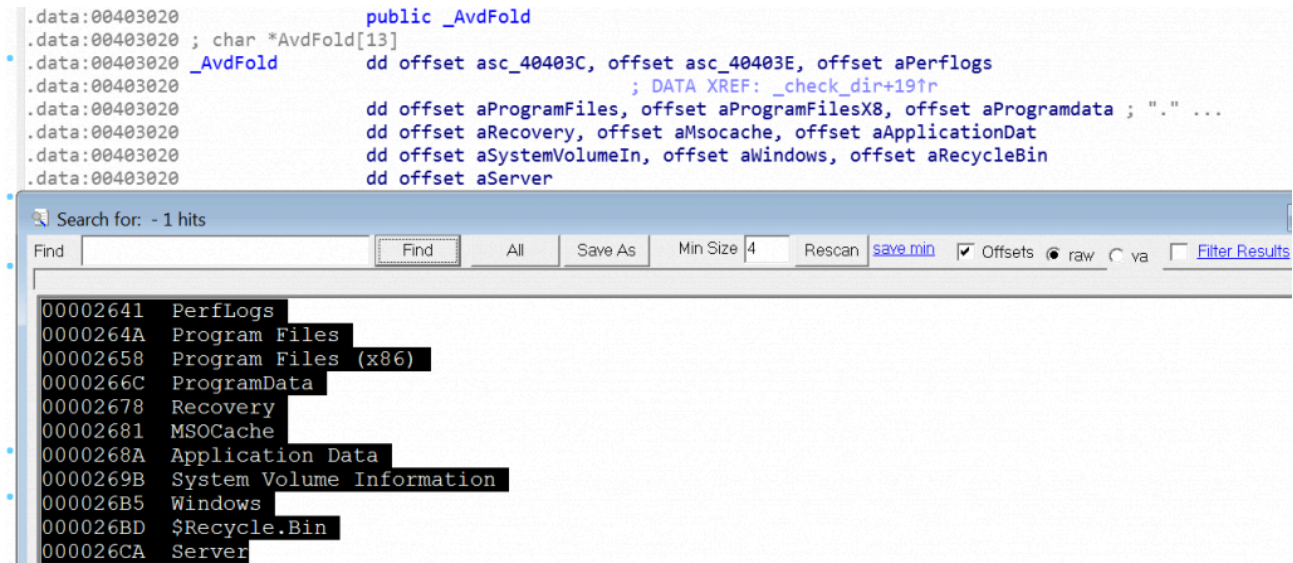 .data:00403020 public _AvdFold
.data:00403020 ; char *AvdFold[13]
.data:00403020 _AvdFold dd offset asc_40403C, offset asc_40403E, offset aPerflogs
.data:00403020 ; DATA XREF: _check_dir+19↑r
.data:00403020 dd offset aProgramFiles, offset aProgramFilesX8, offset aProgramdata ; "." ...
.data:00403020 dd offset aRecovery, offset aMsocache, offset aApplicationDat
.data:00403020 dd offset aSystemVolumeIn, offset aWindows, offset aRecycleBin
.data:00403020 dd offset aServer
Search for: - 1 hits
Find Find All Save As Min Size 4 Rescan save min Offsets raw va Filter Results
00002641 PerfLogs
0000264A Program Files
00002658 Program Files (x86)
0000266C ProgramData
00002678 Recovery
00002681 MSOCache
0000268A Application Data
0000269B System Volume Information
000026B5 Windows
000026BD $Recycle.Bin
000026CA Server